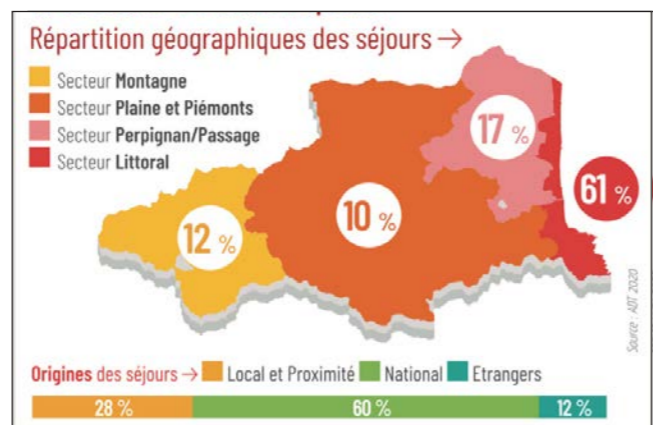 Répartition géographiques des séjours →
Secteur Montagne
Secteur Plaine et Piémonts
Secteur Perpignan/Passage
Secteur Littoral
17 %
61 %
10 %
12 %
Source : ADT 2020
Origines des séjours → Local et Proximité National Etrangers
28 % 60 % 12 %